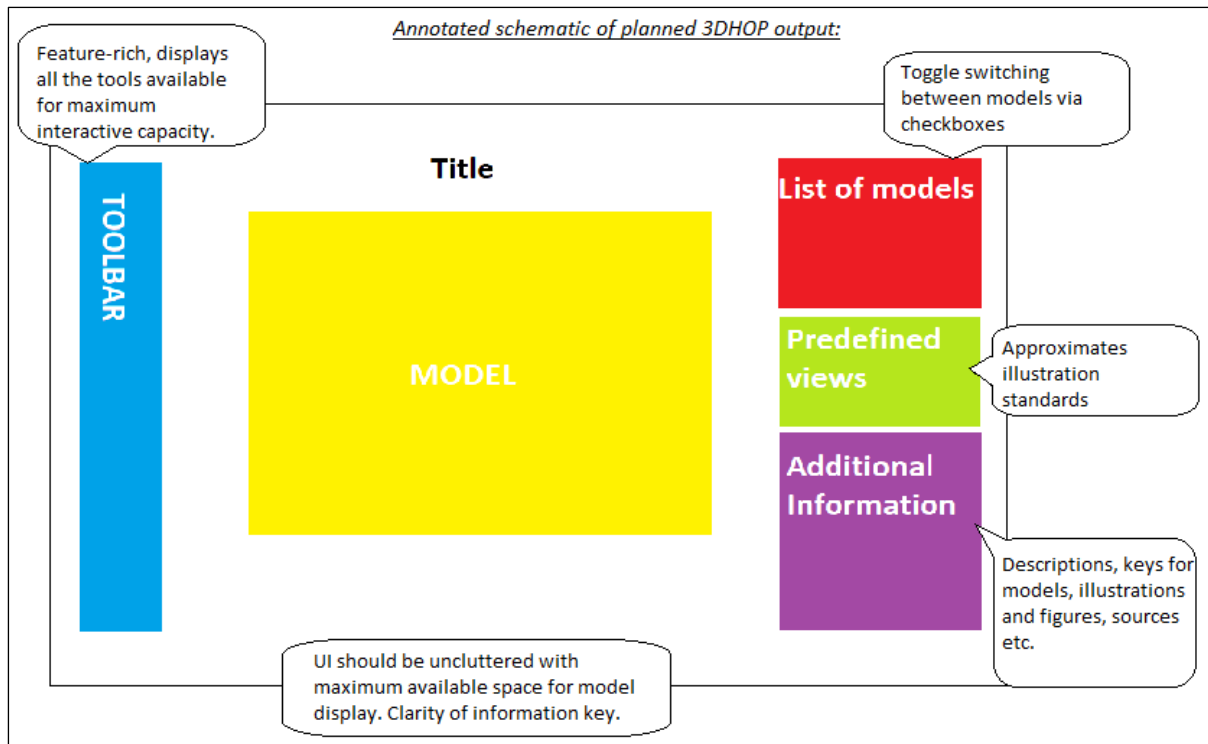 Annotated schematic of planned 3DHOP output:
Feature-rich, displays
all the tools available
for maximum
interactive capacity.
Toggle switching
between models via
checkboxes
Title
TOOLBAR
MODEL
List of models
Predefined
views
Approximates
illustration
standards
Additional
Information
Descriptions, keys for
models, illustrations
and figures, sources
etc.
UI should be uncluttered with
maximum available space for model
display. Clarity of information key.